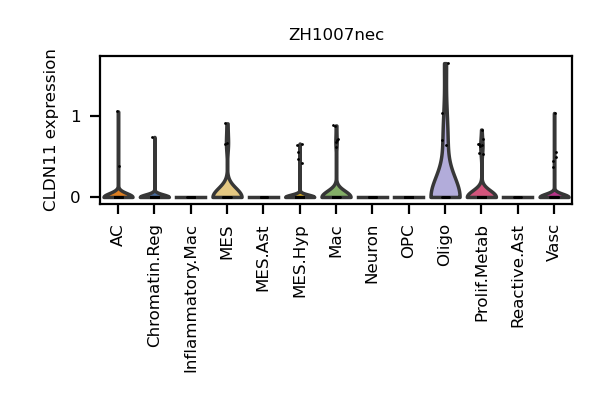 ZH1007nec
CLDN11 expression
1
0
AC
Chromatin.Reg
Inflammatory.Mac
MES
MES.Ast
MES.Hyp
Mac
Neuron
OPC
Oligo
Prolif.Metab
Reactive.Ast
Vasc